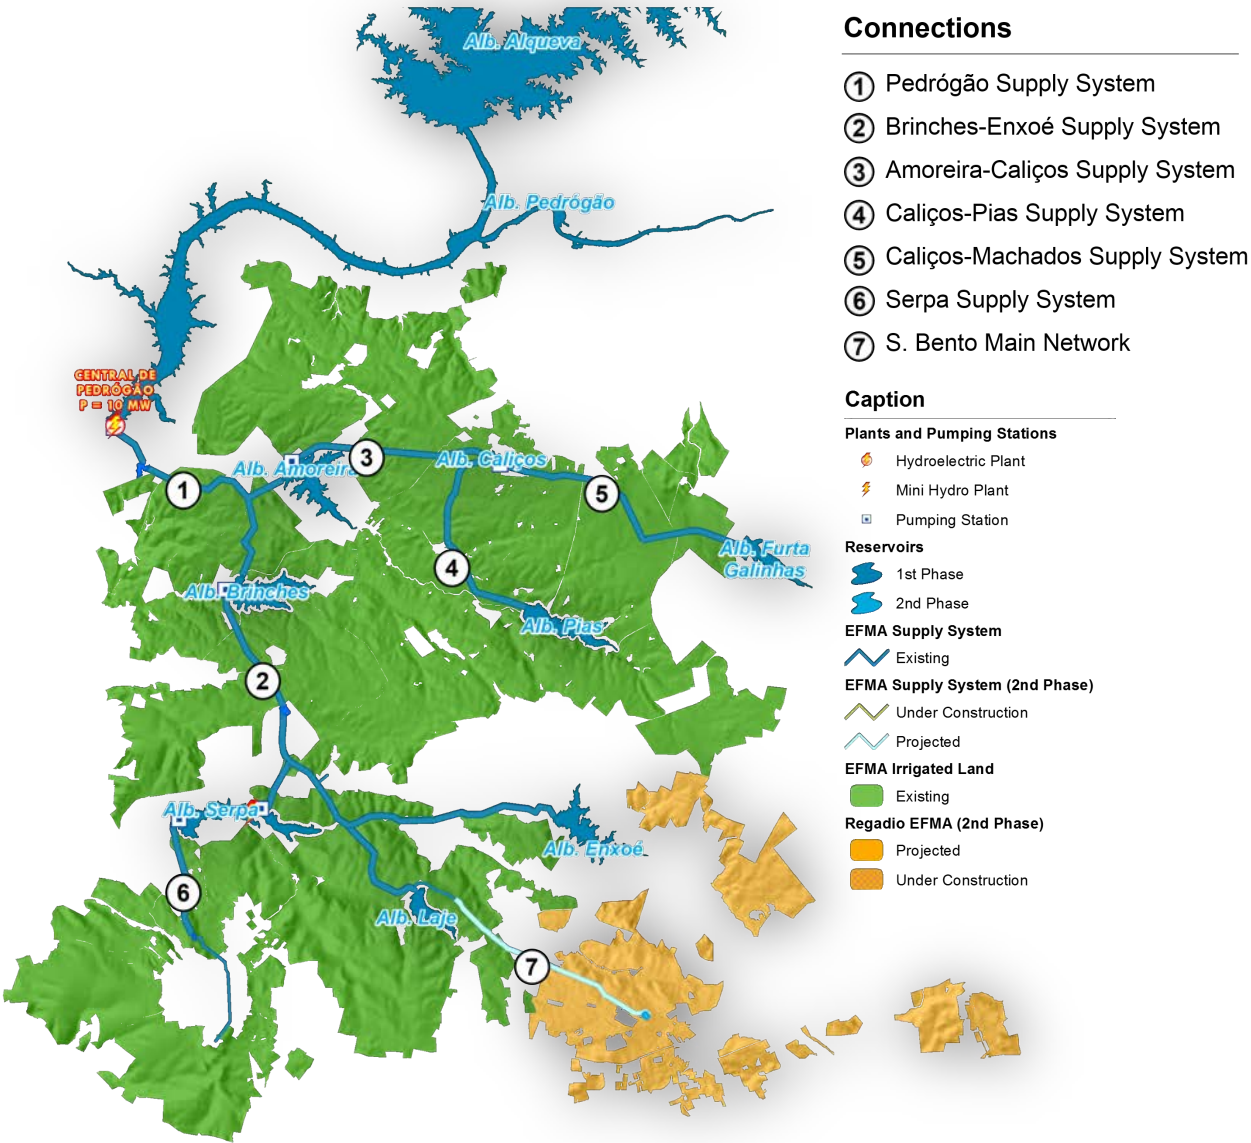 Alb. Alqueva
Alb. Pedrógão
CENTRAL DE
PEDRÓGÃO
P = 10 MW
Alb. Amoreira
3
Alb. Caliços
1
5
Alb. Furta
Galinhas
4
Alb. Brinches
Alb. Pias
2
Alb. Serpa
Alb. Enxoé
6
Alb. Laje
7
Connections
1 Pedrógão Supply System
2 Brinches-Enxoé Supply System
3 Amoreira-Caliços Supply System
4 Caliços-Pias Supply System
5 Caliços-Machados Supply System
6 Serpa Supply System
7 S. Bento Main Network
Caption
Plants and Pumping Stations
Hydroelectric Plant
Mini Hydro Plant
Pumping Station
Reservoirs
1st Phase
2nd Phase
EFMA Supply System
Existing
EFMA Supply System (2nd Phase)
Under Construction
Projected
EFMA Irrigated Land
Existing
Regadio EFMA (2nd Phase)
Projected
Under Construction